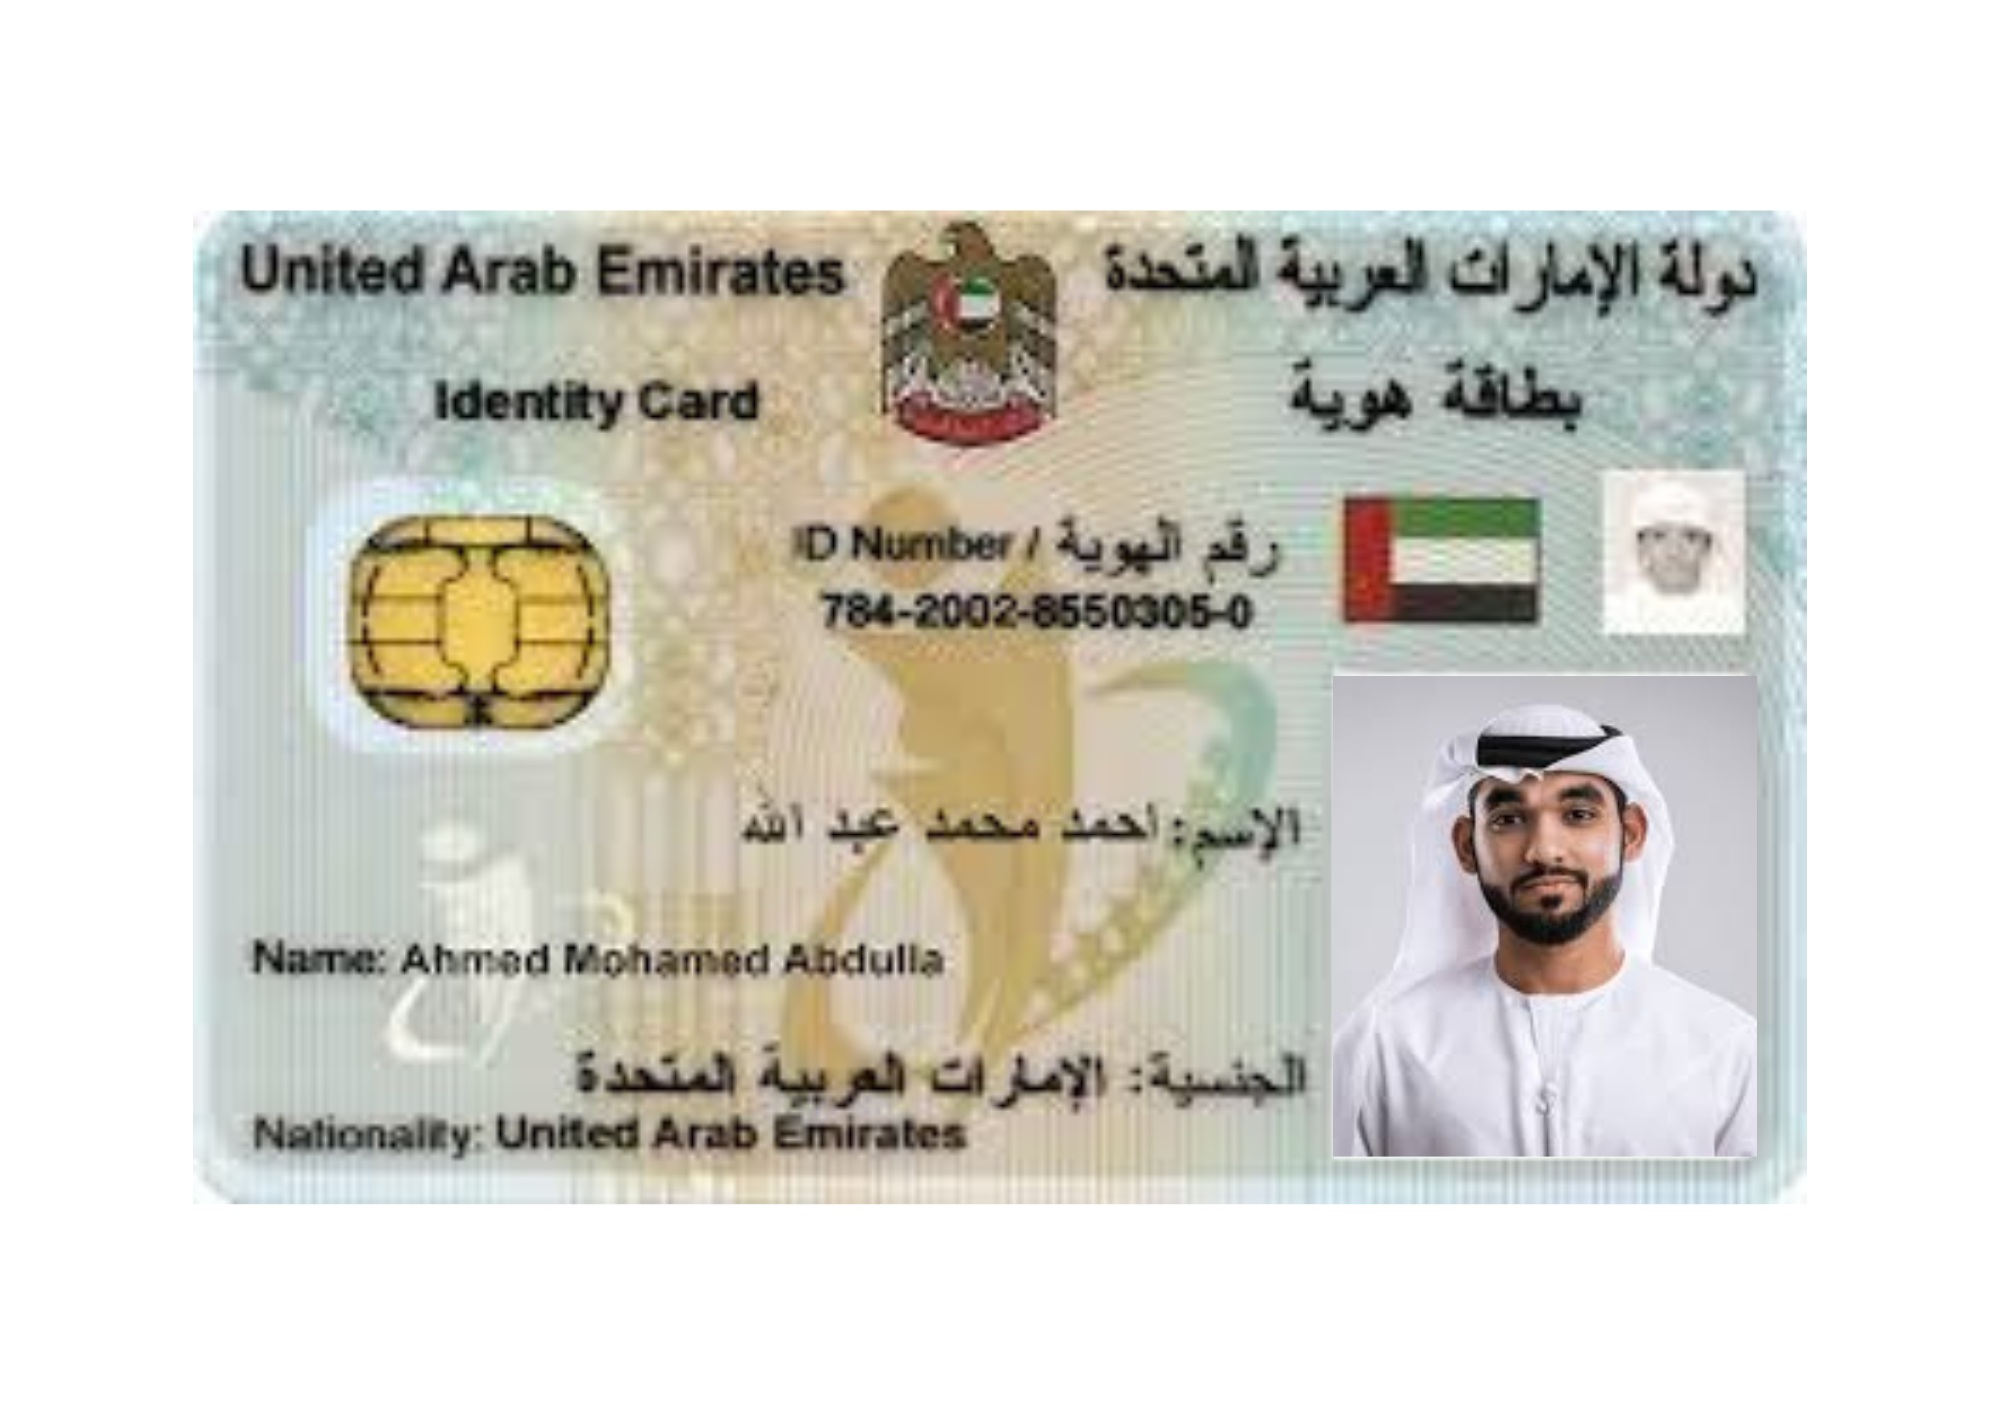 United Arab Emirates
دولة الإمارات العربية المتحدة
Identity Card
بطاقة هوية
ID Number / رقم الهوية
784-2002-8550305-0
الإسم: أحمد محمد عبد الله
Name: Ahmed Mohamed Abdulla
الجنسية: الإمارات العربية المتحدة
Nationality: United Arab Emirates